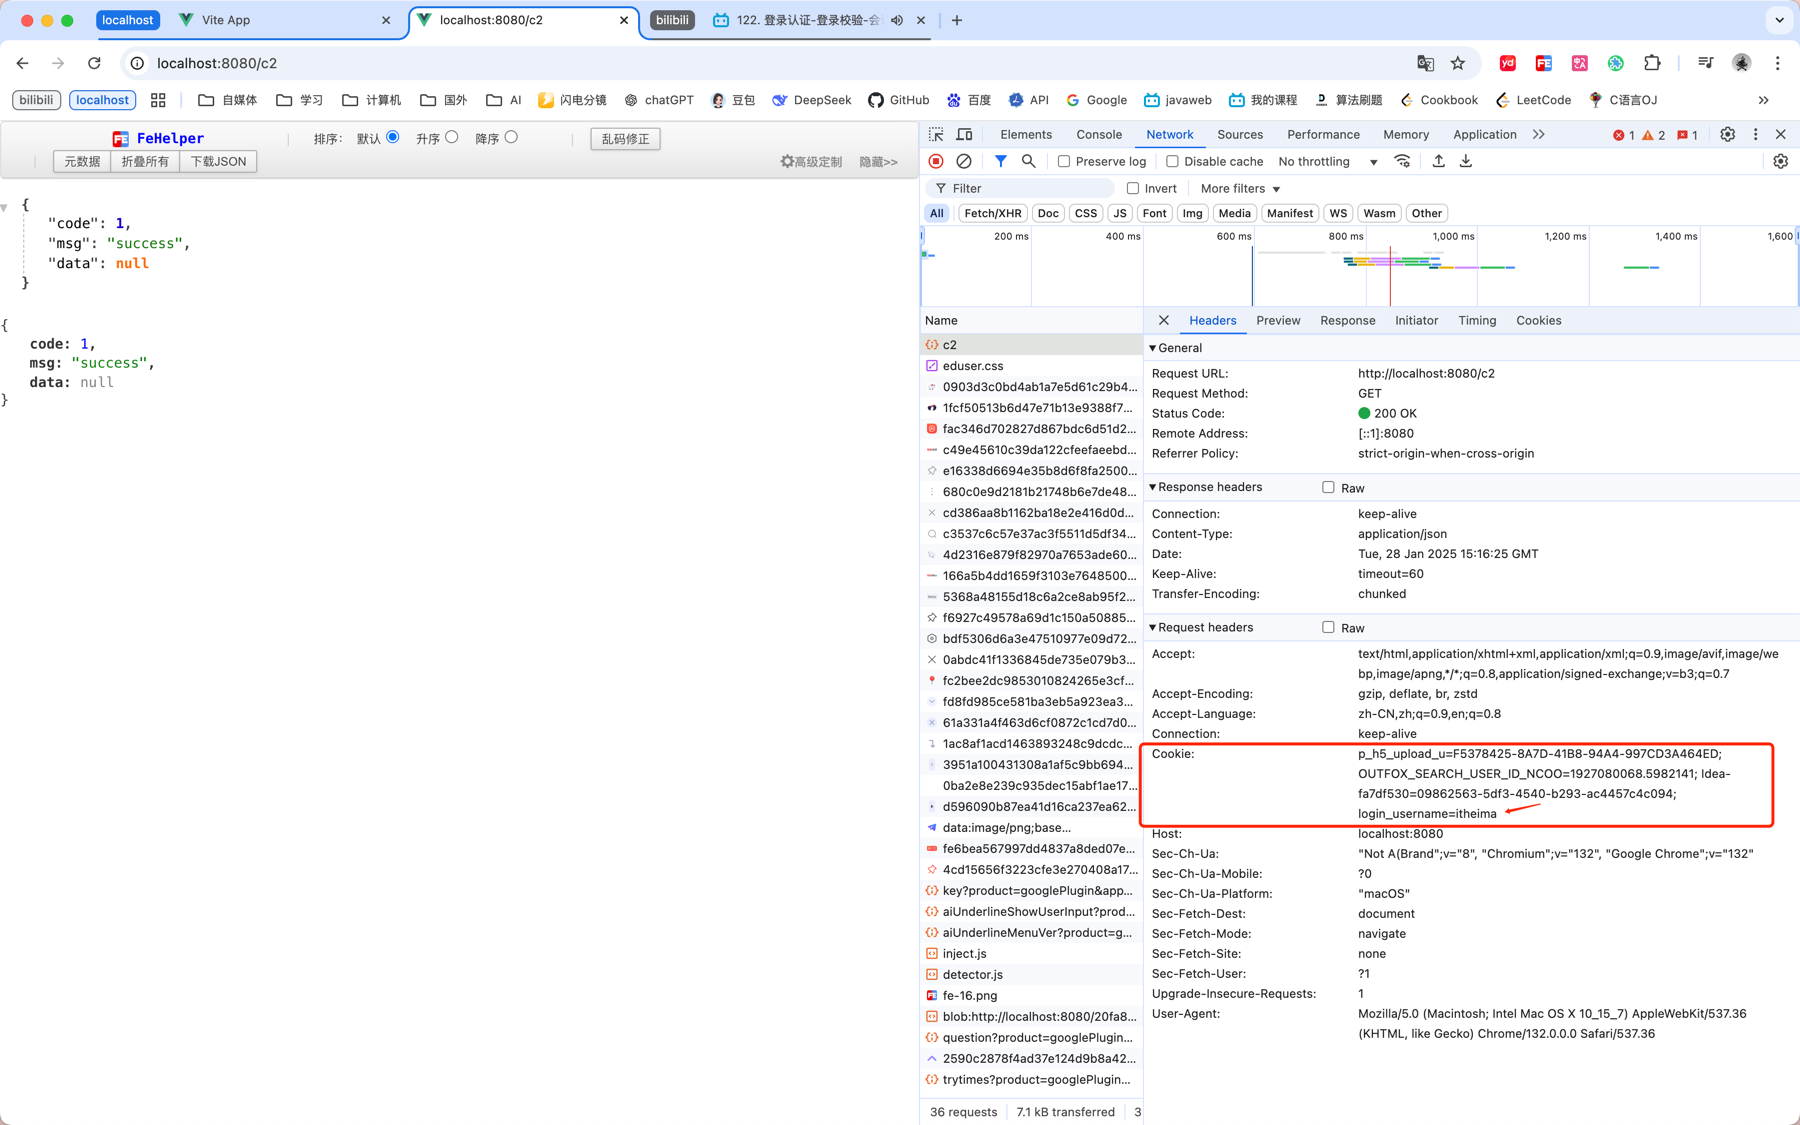 localhost
Vite App
localhost:8080/c2
bilibili
122. 登录认证-登录校验-会
localhost:8080/c2
bilibili
localhost
自媒体
学习
计算机
国外
AI
闪电分镜
chatGPT
豆包
DeepSeek
GitHub
百度
API
Google
javaweb
我的课程
算法刷题
Cookbook
LeetCode
C语言OJ
FeHelper
排序: 默认 升序 降序
乱码修正
元数据 折叠所有 下载JSON
高级定制 隐藏>>
{
"code": 1,
"msg": "success",
"data": null
}
{
code: 1,
msg: "success",
data: null
}
Elements Console Network Sources Performance Memory Application
1 2 1
Preserve log Disable cache No throttling
Filter Invert More filters
All Fetch/XHR Doc CSS JS Font Img Media Manifest WS Wasm Other
200 ms 400 ms 600 ms 800 ms 1,000 ms 1,200 ms 1,400 ms 1,600
Name
c2
eduser.css
0903d3c0bd4ab1a7e5d61c29b4...
1fcf50513b6d47e71b13e9388f7...
fac346d702827d867bdc6d51d2...
c49e45610c39da122cfeefaeebd...
e16338d6694e35b8d6f8fa2500...
680c0e9d2181b21748b6e7de48...
cd386aa8b1162ba18e2e416d0d...
c3537c6c57e37ac3f5511d5df34...
4d2316e879f82970a7653ade60...
166a5b4dd1659f3103e7648500...
5368a48155d18c6a2ce8ab95f2...
f6927c49578a69d1c150a50885...
bdf5306d6a3e47510977e09d72...
0abdc41f1336845de735e079b3...
fc2bee2dc9853010824265e3cf...
fd8fd985ce581ba3eb5a923ea3...
61a331a4f463d6cf0872c1cd7d0...
1ac8af1acd1463893248c9dcdc...
3951a100431308a1af5c9bb694...
0ba2e8e239c935dec15abf1ae17...
d596090b87ea41d16ca237ea62...
data:image/png;base...
fe6bea567997dd4837a8ded07e...
4cd15656f3223cfe3e270408a17...
key?product=googlePlugin&app...
aiUnderlineShowUserInput?prod...
aiUnderlineMenuVer?product=g...
inject.js
detector.js
fe-16.png
blob:http://localhost:8080/20fa8...
question?product=googlePlugin...
2590c2878f4ad37e124d9b8a42...
trytimes?product=googlePlugin...
36 requests 7.1 kB transferred 3
Headers Preview Response Initiator Timing Cookies
General
Request URL: http://localhost:8080/c2
Request Method: GET
Status Code: 200 OK
Remote Address: [::1]:8080
Referrer Policy: strict-origin-when-cross-origin
Response headers Raw
Connection: keep-alive
Content-Type: application/json
Date: Tue, 28 Jan 2025 15:16:25 GMT
Keep-Alive: timeout=60
Transfer-Encoding: chunked
Request headers Raw
Accept: text/html,application/xhtml+xml,application/xml;q=0.9,image/avif,image/we
bp,image/apng,*/*;q=0.8,application/signed-exchange;v=b3;q=0.7
Accept-Encoding: gzip, deflate, br, zstd
Accept-Language: zh-CN,zh;q=0.9,en;q=0.8
Connection: keep-alive
Cookie: p_h5_upload_u=F5378425-8A7D-41B8-94A4-997CD3A464ED;
OUTFOX_SEARCH_USER_ID_NCOO=1927080068.5982141; Idea-
fa7df530=09862563-5df3-4540-b293-ac4457c4c094;
login_username=itheima
Host: localhost:8080
Sec-Ch-Ua: "Not A(Brand";v="8", "Chromium";v="132", "Google Chrome";v="132"
Sec-Ch-Ua-Mobile: ?0
Sec-Ch-Ua-Platform: "macOS"
Sec-Fetch-Dest: document
Sec-Fetch-Mode: navigate
Sec-Fetch-Site: none
Sec-Fetch-User: ?1
Upgrade-Insecure-Requests: 1
User-Agent: Mozilla/5.0 (Macintosh; Intel Mac OS X 10_15_7) AppleWebKit/537.36
(KHTML, like Gecko) Chrome/132.0.0.0 Safari/537.36